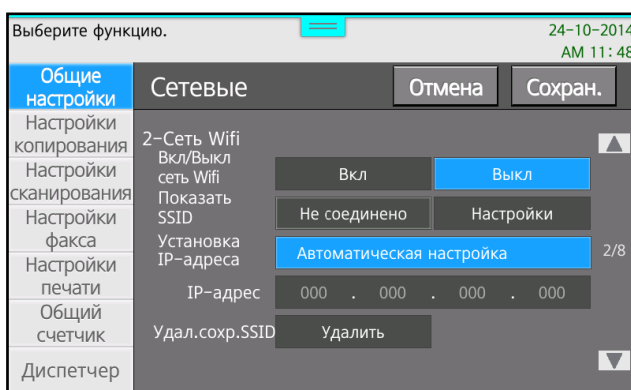 Выберите функцию.
24-10-2014
AM 11:48
Общие
настройки
Настройки
копирования
Настройки
сканирования
Настройки
факса
Настройки
печати
Общий
счетчик
Диспетчер
Сетевые
Отмена
Сохран.
2-Сеть Wifi
Вкл/Выкл
сеть Wifi
Вкл
Выкл
Показать
SSID
Не соединено
Настройки
Установка
IP-адреса
Автоматическая настройка
2/8
IP-адрес
000 . 000 . 000 . 000
Удал.сохр.SSID
Удалить